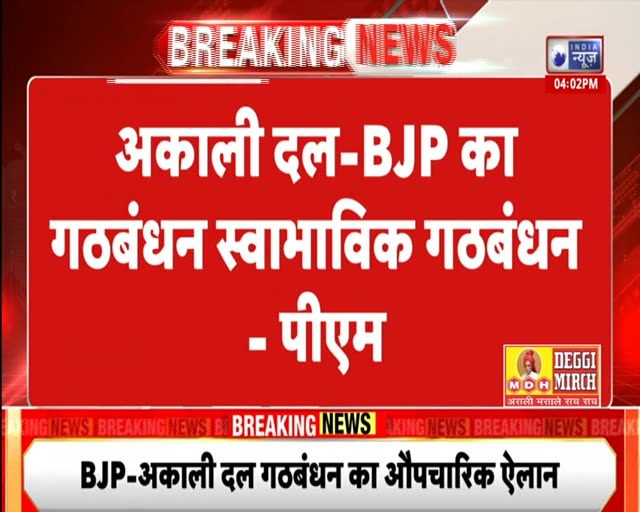 BREAKING NEWS
INDIA
न्यूज़
04:02PM
अकाली दल-BJP का
गठबंधन स्वाभाविक गठबंधन
- पीएम
DEGGI
MIRCH
MDH
असली मसाले सच सच
BREAKING NEWS
BJP-अकाली दल गठबंधन का औपचारिक ऐलान